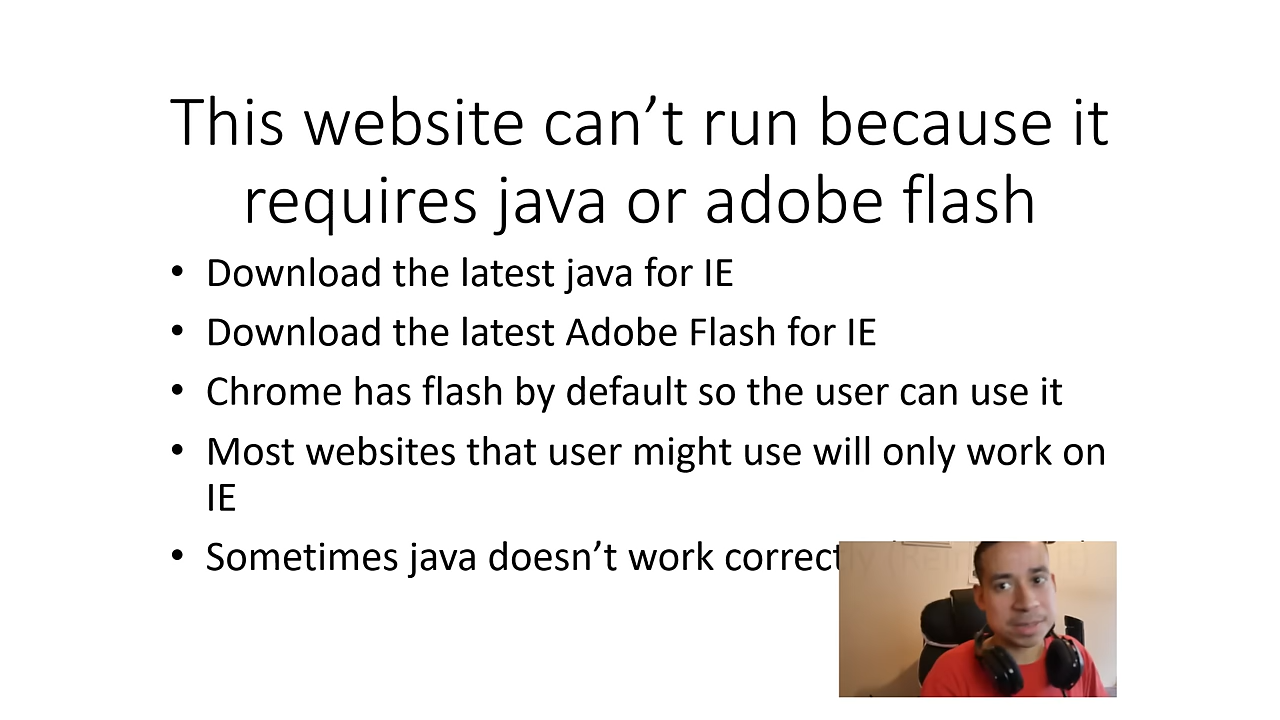 This website can’t run because it
requires java or adobe flash
• Download the latest java for IE
• Download the latest Adobe Flash for IE
• Chrome has flash by default so the user can use it
• Most websites that user might use will only work on
IE
• Sometimes java doesn’t work correctly